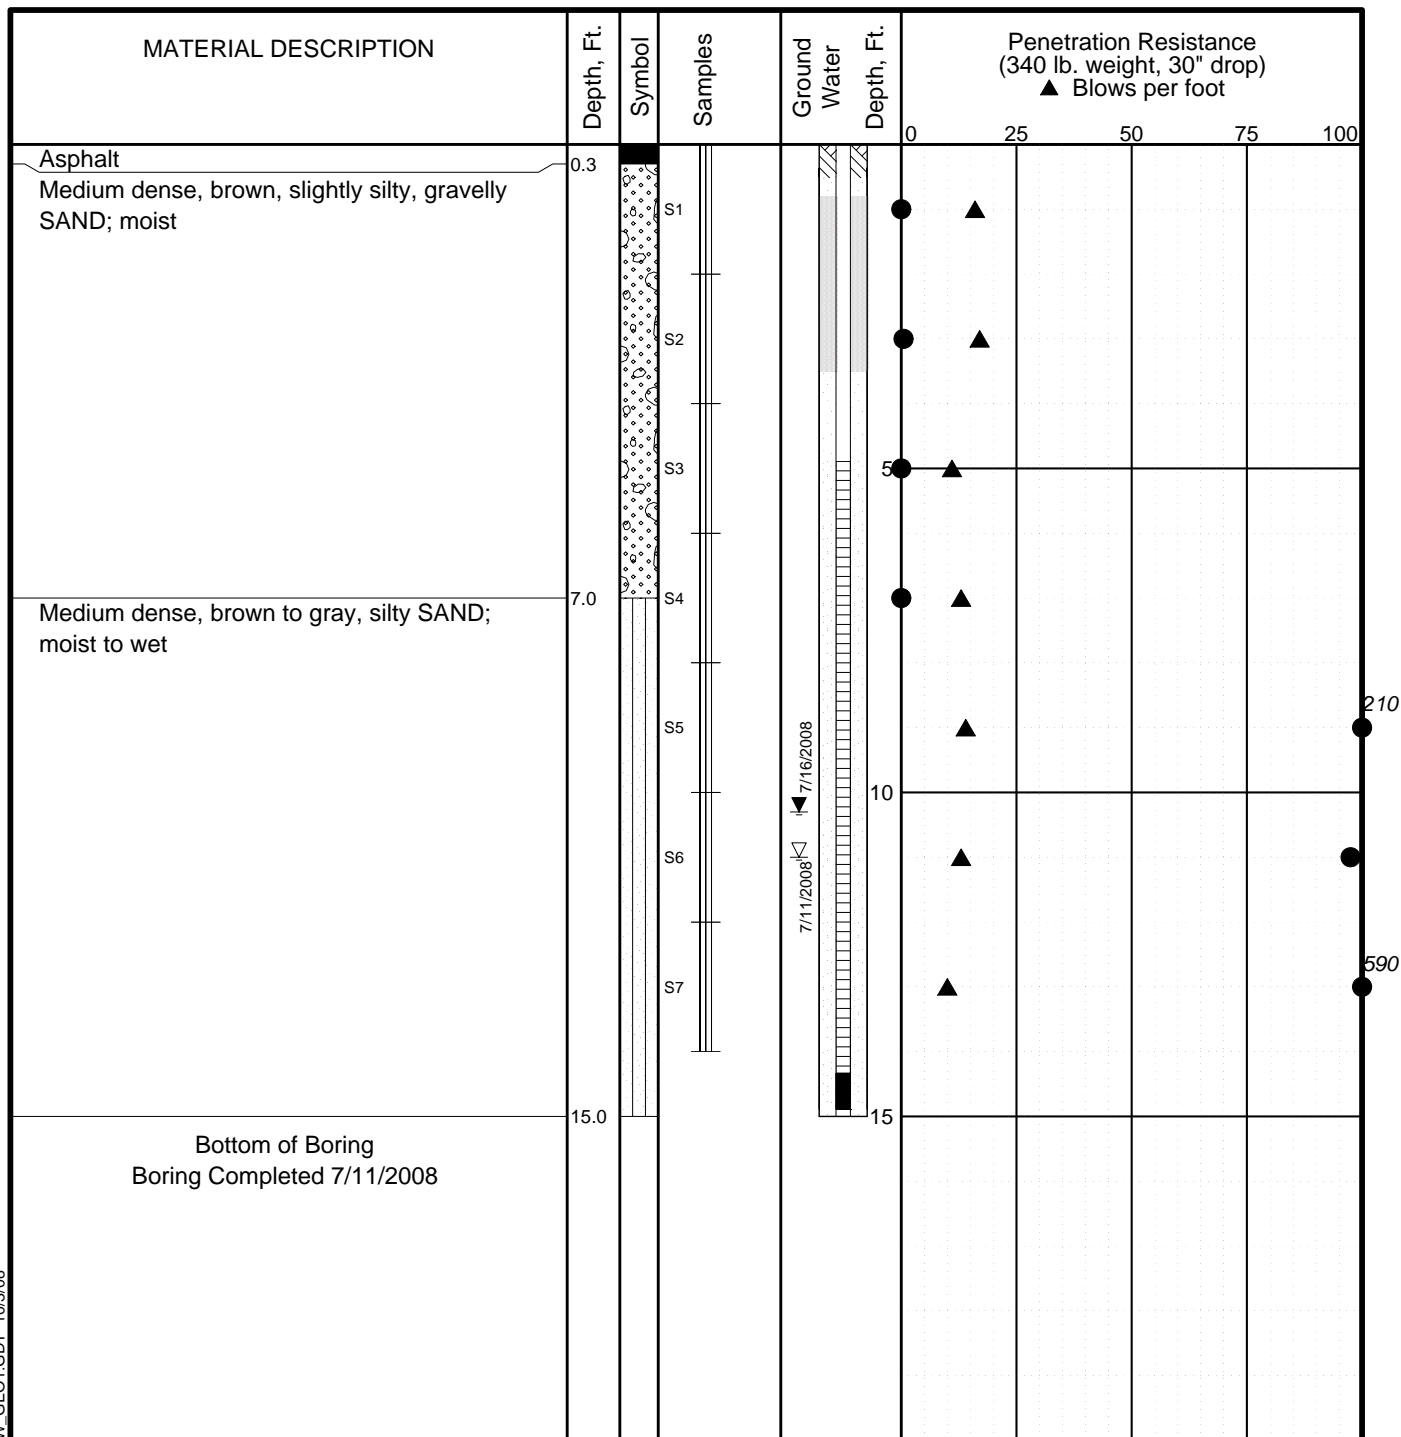 MATERIAL DESCRIPTION
Depth, Ft.
Symbol
Samples
Ground
Water
Depth, Ft.
Penetration Resistance
(340 lb. weight, 30" drop)
▲ Blows per foot
0 25 50 75 100
Asphalt
0.3
Medium dense, brown, slightly silty, gravelly
SAND; moist
S1
S2
S3
5
7.0
S4
Medium dense, brown to gray, silty SAND;
moist to wet
210
S5
7/16/2008
10
S6
7/11/2008
590
S7
15.0
15
Bottom of Boring
Boring Completed 7/11/2008